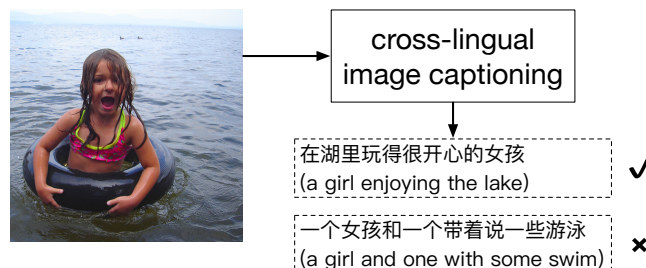 cross-lingual
image captioning
在湖里玩得很开心的女孩
(a girl enjoying the lake)
一个女孩和一个带着说一些游泳
(a girl and one with some swim)